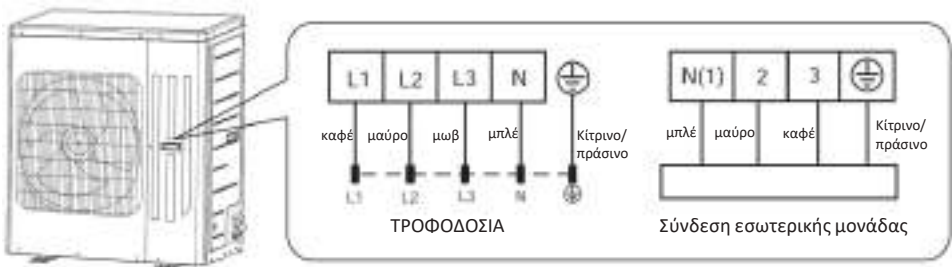 L1 L2 L3 N
N(1) 2 3
καφέ μαύρο μωβ μπλέ Κίτρινο/
πράσινο
μπλέ μαύρο καφέ Κίτρινο/
πράσινο
L1 L2 L3 N
ΤΡΟΦΟΔΟΣΙΑ
Σύνδεση εσωτερικής μονάδας